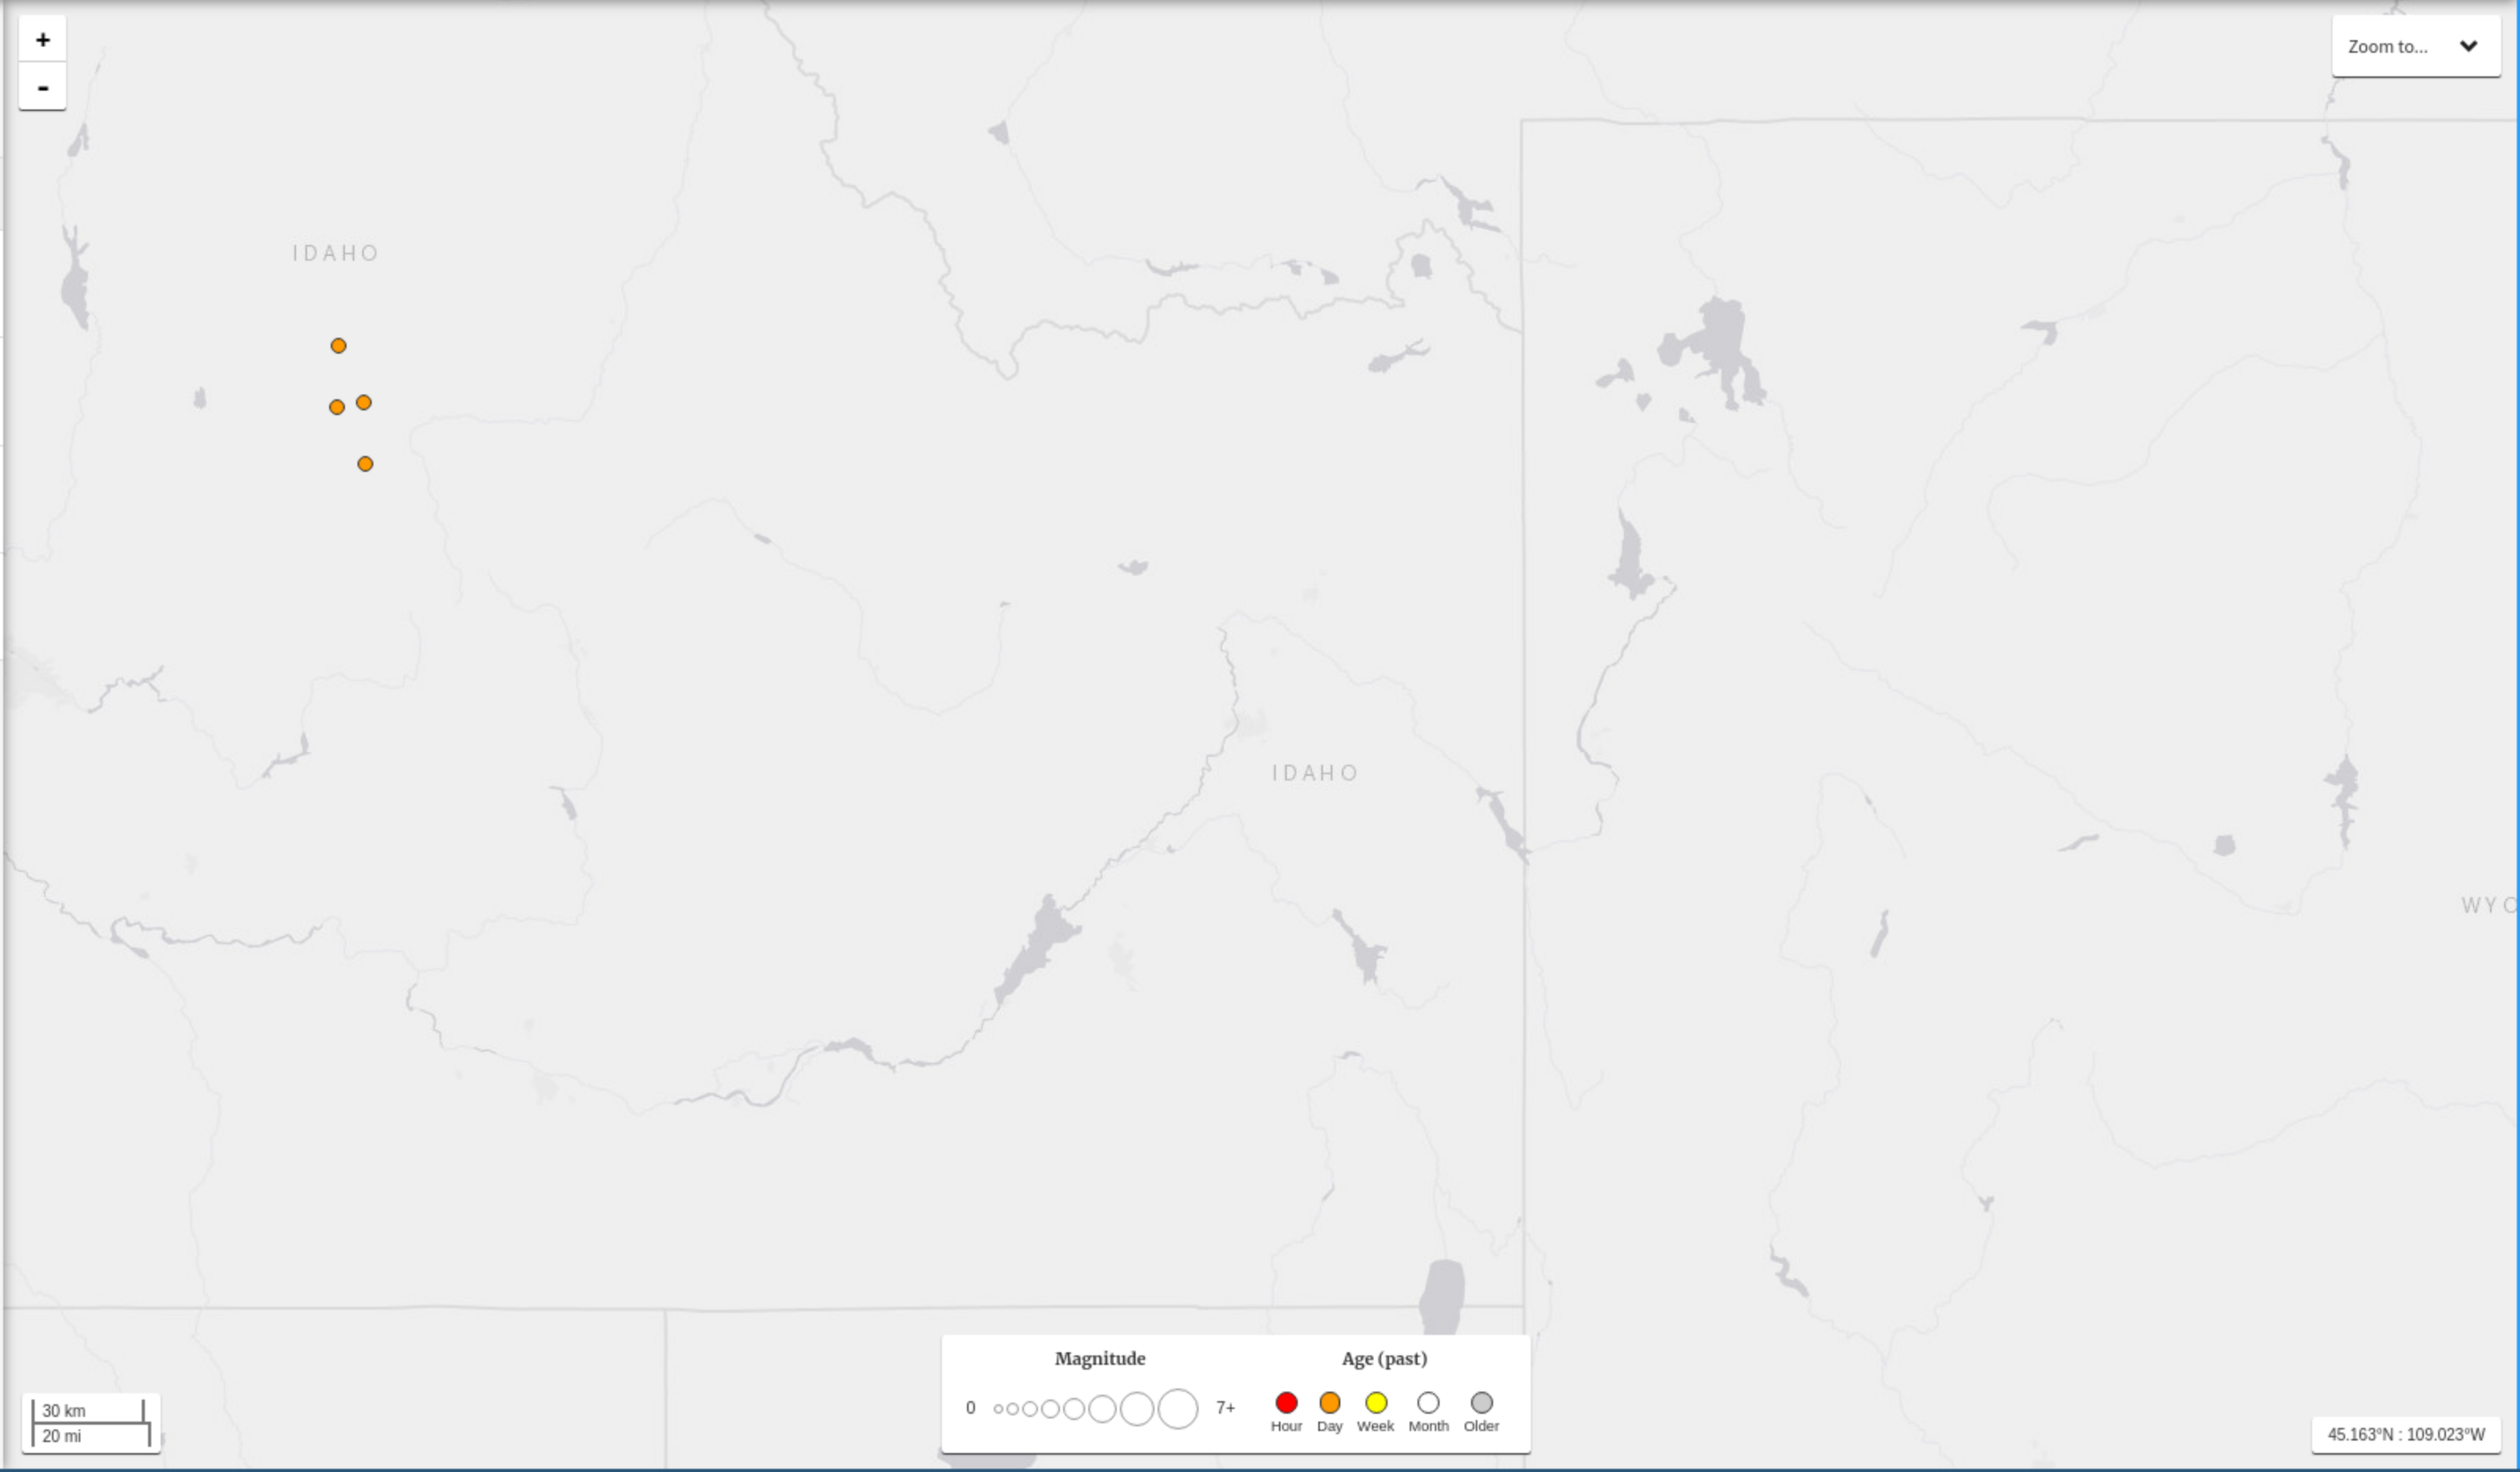 +
Zoom to...
-
IDAHO
IDAHO
WYO
Magnitude
Age (past)
0
7+
Hour
Day
Week
Month
Older
30 km
20 mi
45.163°N : 109.023°W